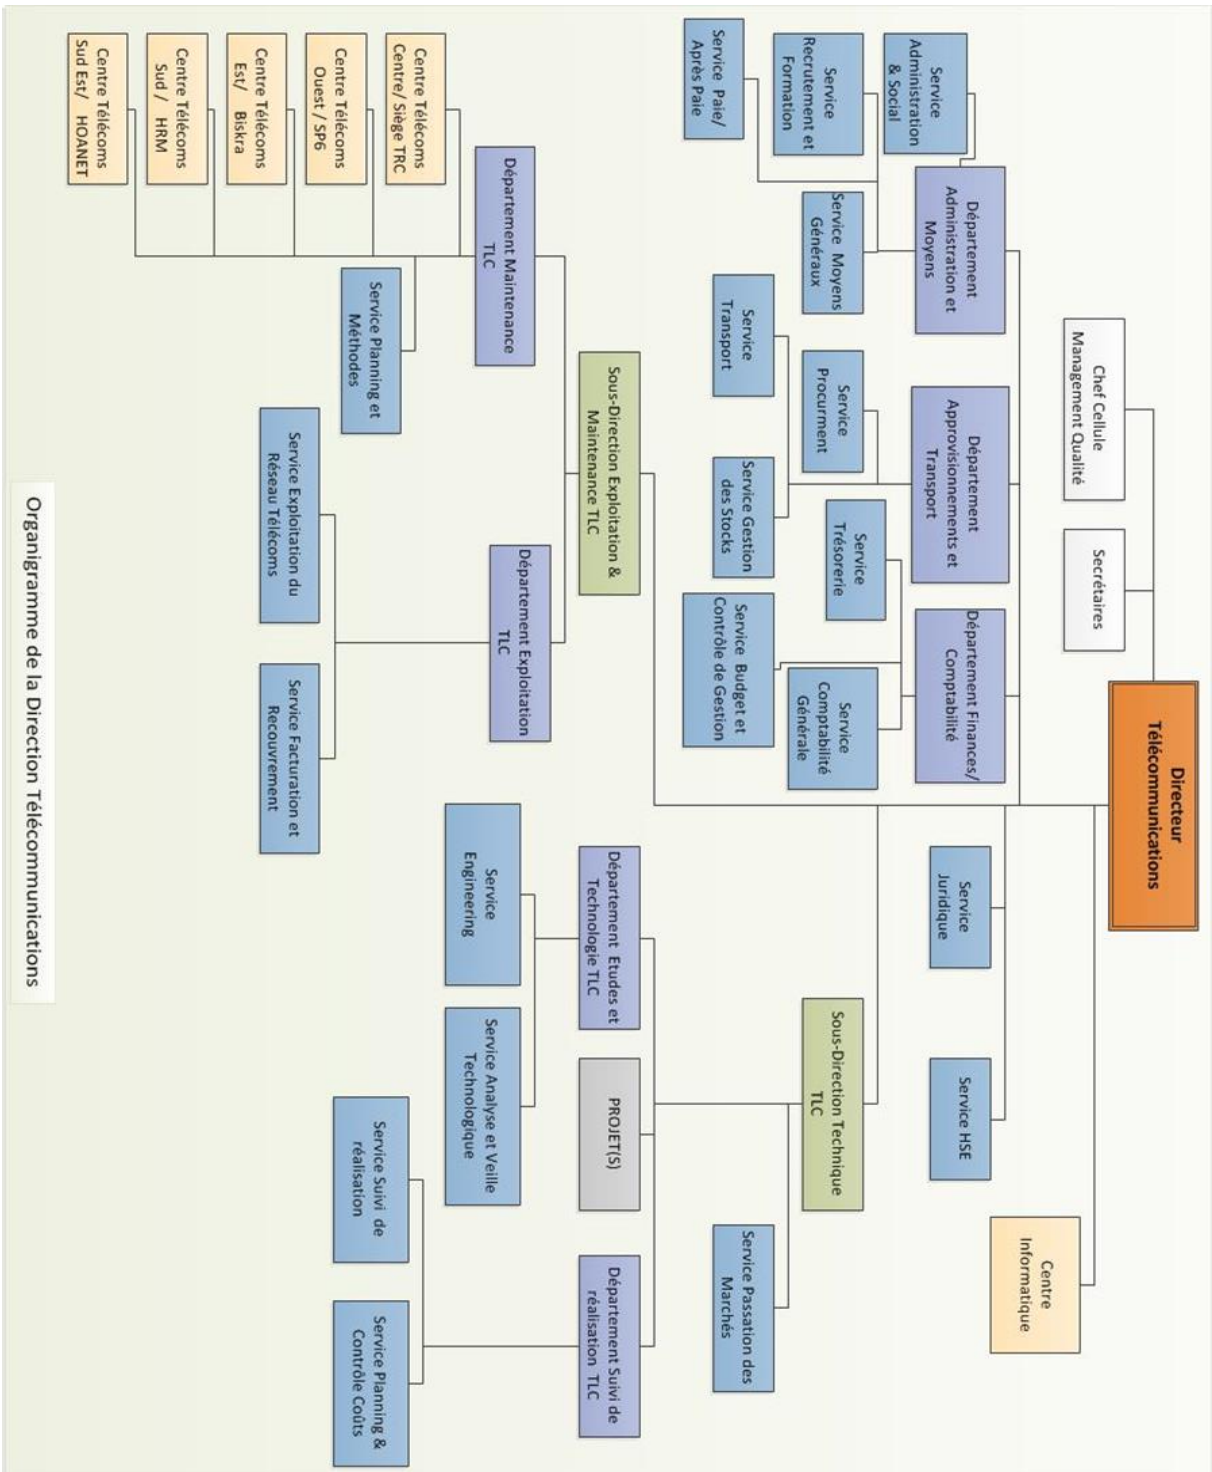 Directeur
Télécommunications
Chef Cellule
Management Qualité
Secrétaires
Centre
Informatique
Service
Juridique
Service HSE
Département
Administration et
Moyens
Service
Administration
& Social
Service
Recrutement et
Formation
Service Paie/
Après Paie
Service Moyens
Généraux
Département
Approvisionnements et
Transport
Service
Procurment
Service
Transport
Service Gestion
des Stocks
Département Finances/
Comptabilité
Service
Trésorerie
Service
Comptabilité
Générale
Service Budget et
Contrôle de Gestion
Sous-Direction Technique
TLC
Service Passation des
Marchés
Sous-Direction Exploitation &
Maintenance TLC
Département Etudes et
Technologie TLC
PROJET(S)
Département Suivi de
réalisation TLC
Département Maintenance
TLC
Département Exploitation
TLC
Service
Engineering
Service Analyse et Veille
Technologique
Centre Télécoms
Centre/ Siège TRC
Centre Télécoms
Ouest / SP6
Centre Télécoms
Est/ Biskra
Centre Télécoms
Sud / HRM
Centre Télécoms
Sud Est/ HOANET
Service Planning et
Méthodes
Service Suivi de
réalisation
Service Planning &
Contrôle Coûts
Service Exploitation du
Réseau Télécoms
Service Facturation et
Recouvrement
Organigramme de la Direction Télécommunications